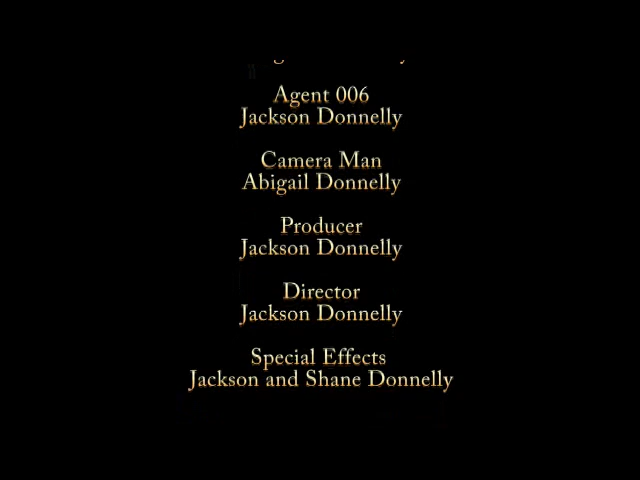 Agent 006
Jackson Donnelly
Camera Man
Abigail Donnelly
Producer
Jackson Donnelly
Director
Jackson Donnelly
Special Effects
Jackson and Shane Donnelly